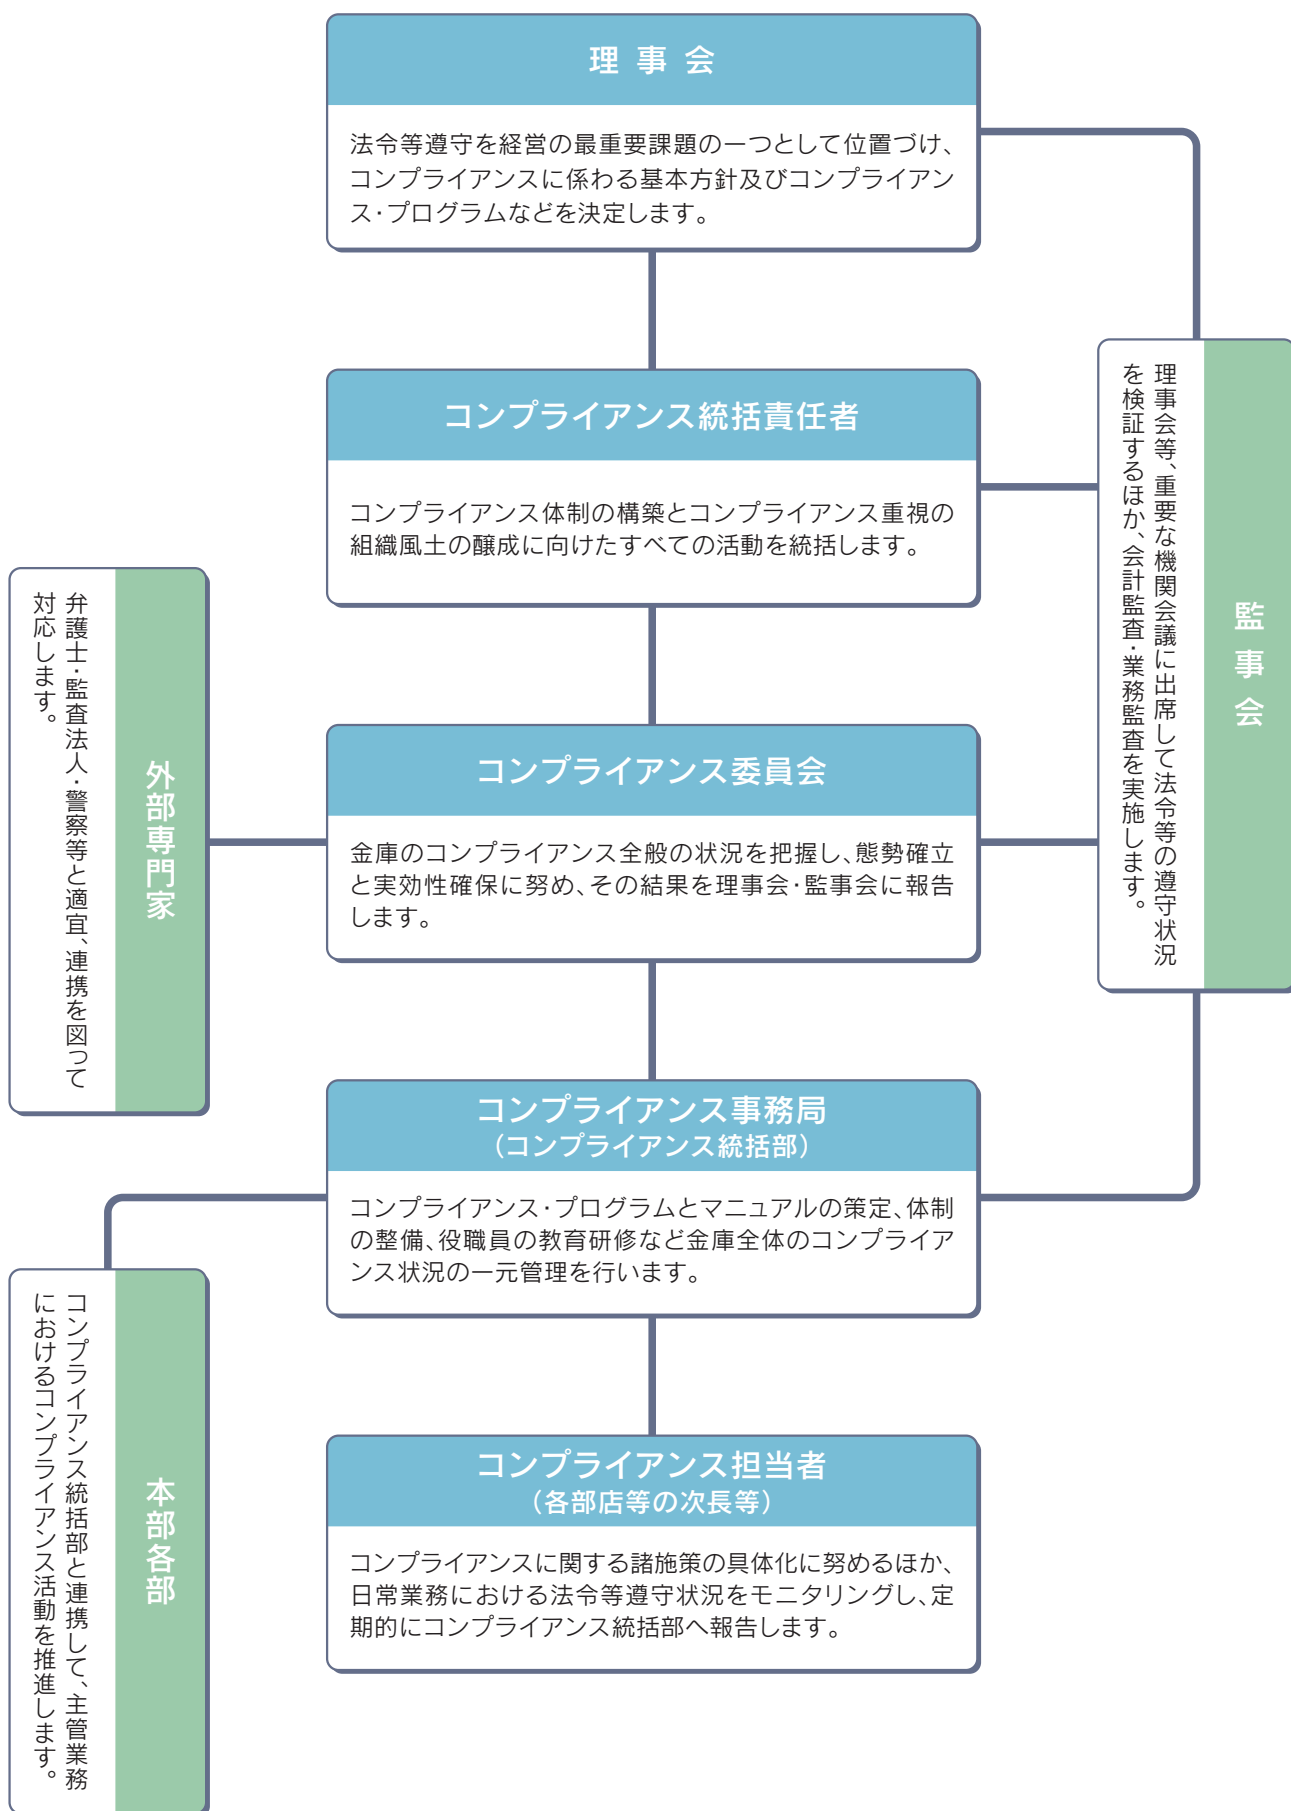 理事会
法令等遵守を経営の最重要課題の一つとして位置づけ、
コンプライアンスに係わる基本方針及びコンプライアン
ス・プログラムなどを決定します。
コンプライアンス統括責任者
コンプライアンス体制の構築とコンプライアンス重視の
組織風土の醸成に向けたすべての活動を統括します。
監事会
理事会等、重要な機関会議に出席して法令等の遵守状況
を検証するほか、会計監査・業務監査を実施します。
コンプライアンス委員会
金庫のコンプライアンス全般の状況を把握し、態勢確立
と実効性確保に努め、その結果を理事会・監事会に報告
します。
外部専門家
弁護士・監査法人・警察等と適宜、連携を図って
対応します。
コンプライアンス事務局
（コンプライアンス統括部）
コンプライアンス・プログラムとマニュアルの策定、体制
の整備、役職員の教育研修など金庫全体のコンプライア
ンス状況の一元管理を行います。
本部各部
コンプライアンス統括部と連携して、主管業務
におけるコンプライアンス活動を推進します。
コンプライアンス担当者
（各部店等の次長等）
コンプライアンスに関する諸施策の具体化に努めるほか、
日常業務における法令等遵守状況をモニタリングし、定
期的にコンプライアンス統括部へ報告します。